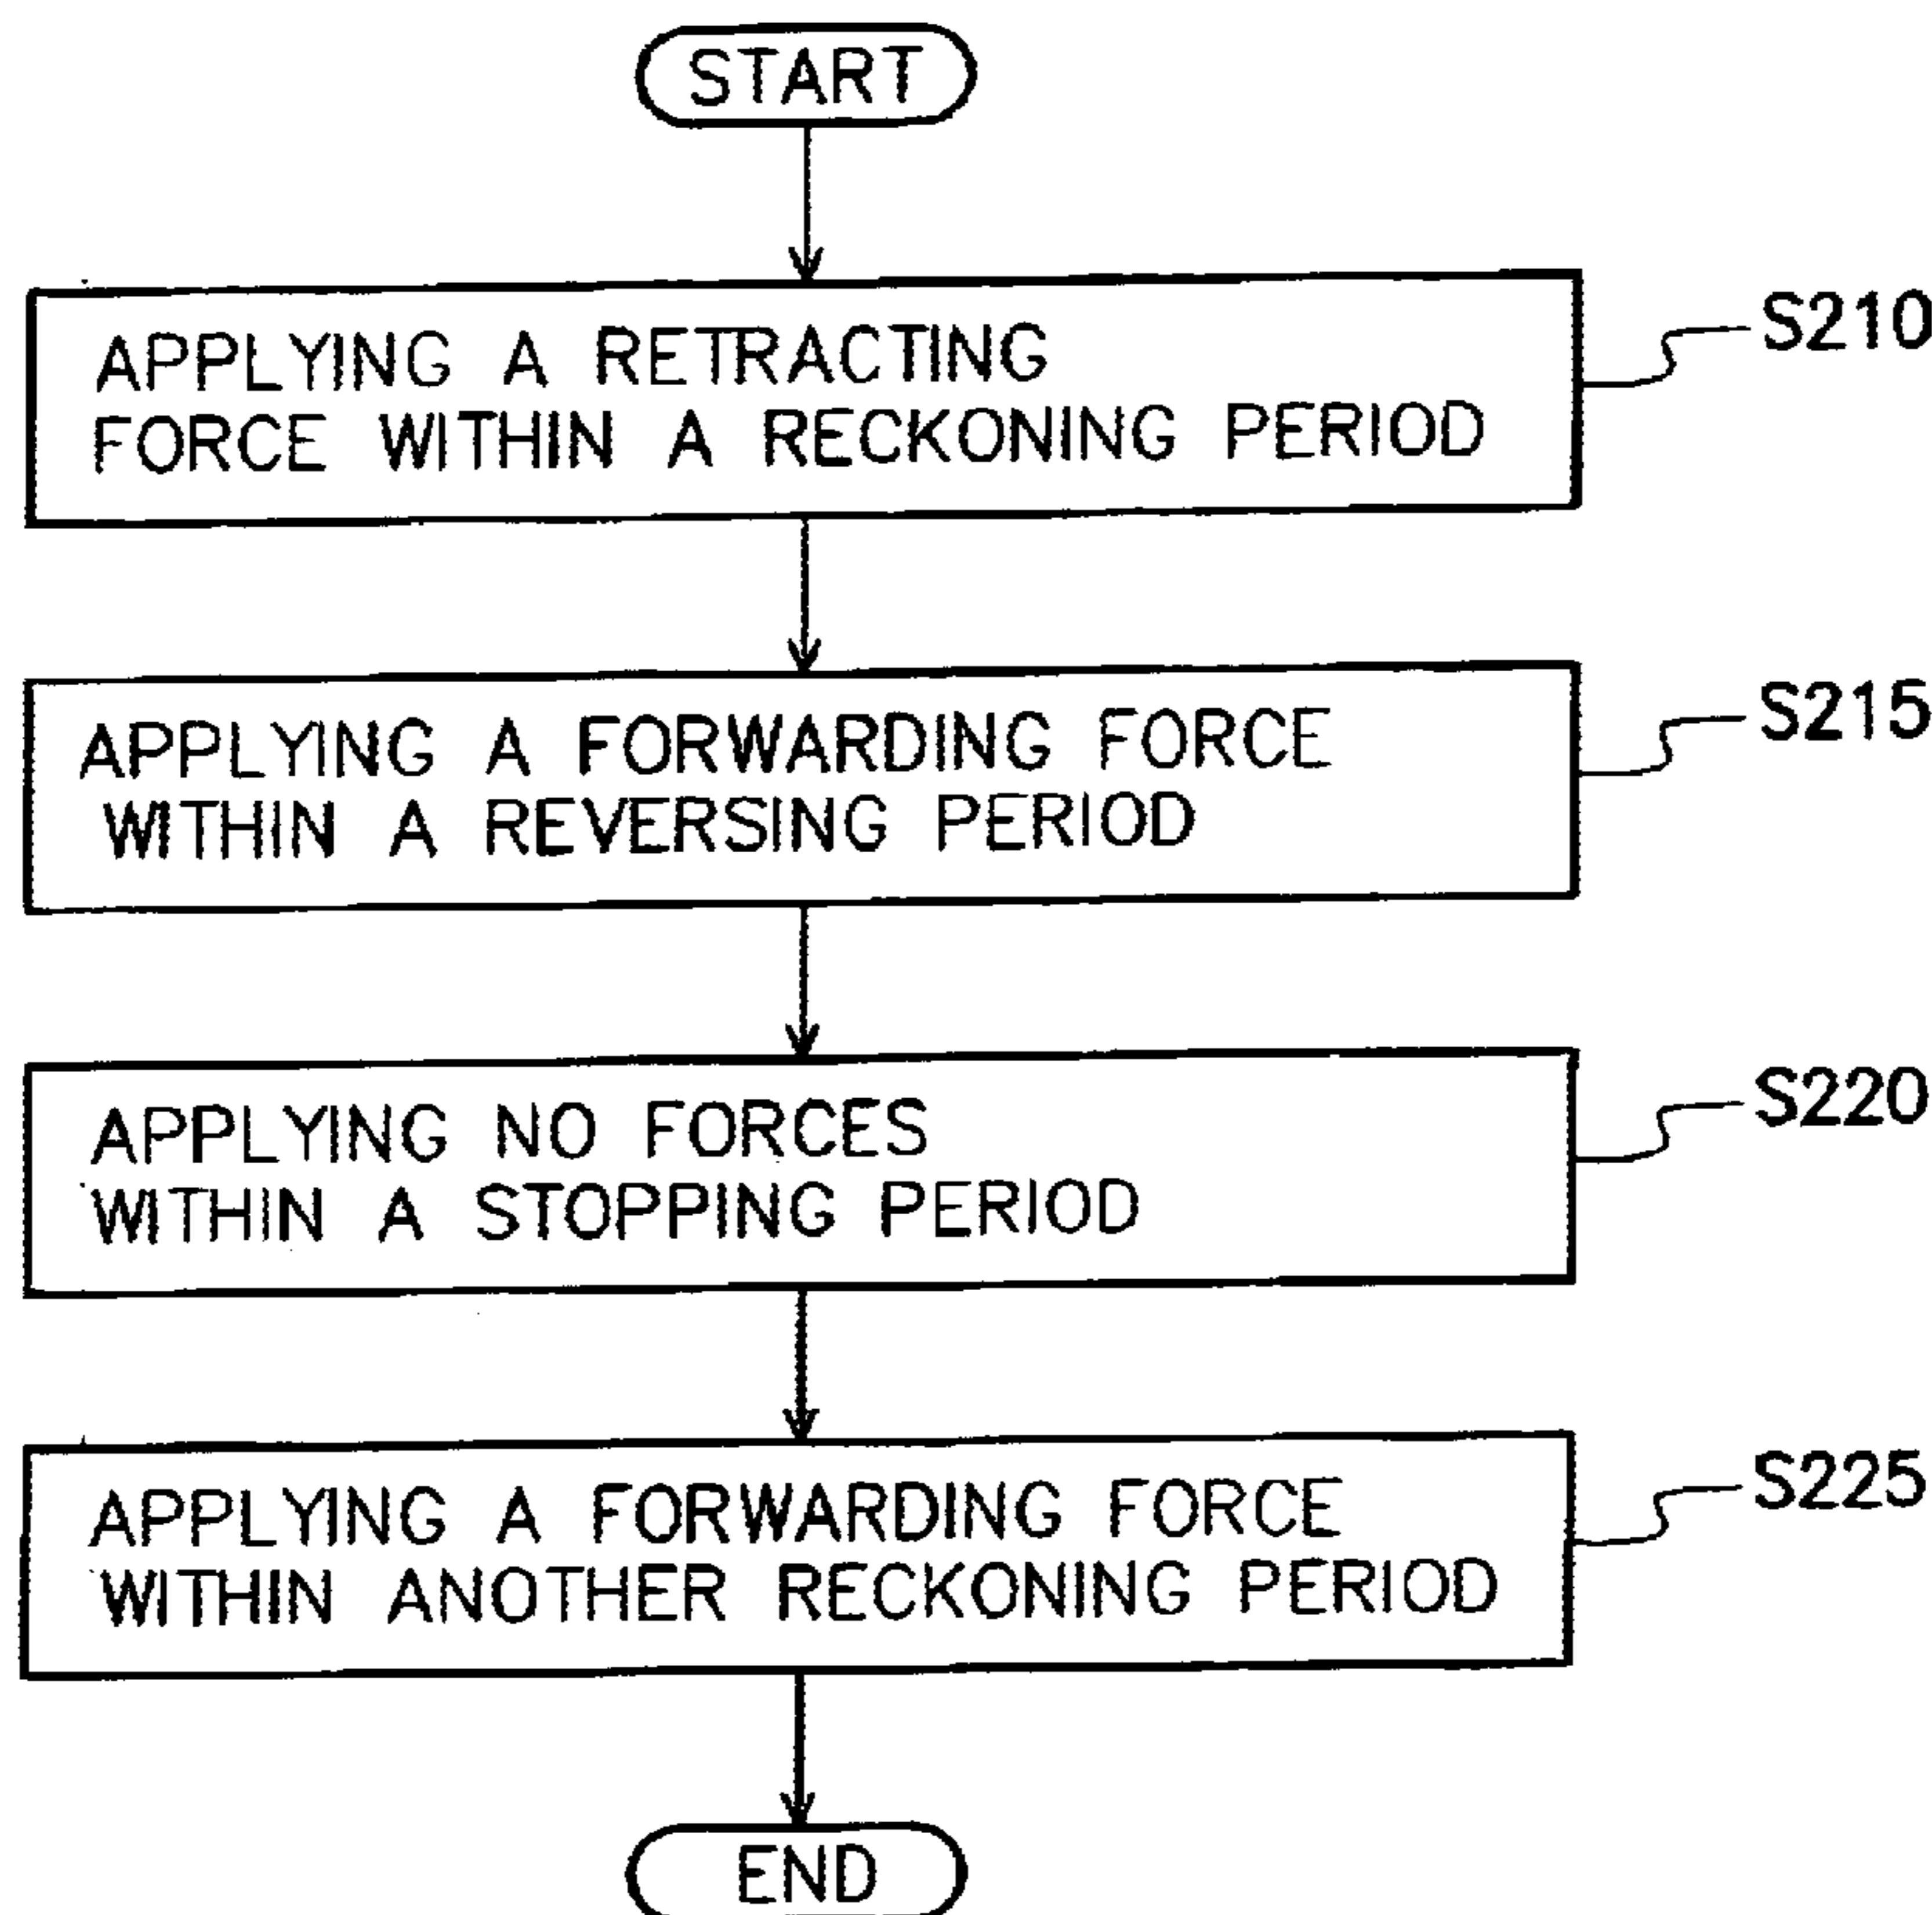 START
APPLYING A RETRACTING
FORCE WITHIN A RECKONING PERIOD
S210
APPLYING A FORWARDING FORCE
WITHIN A REVERSING PERIOD
S215
APPLYING NO FORCES
WITHIN A STOPPING PERIOD
S220
APPLYING A FORWARDING FORCE
WITHIN ANOTHER RECKONING PERIOD
S225
END